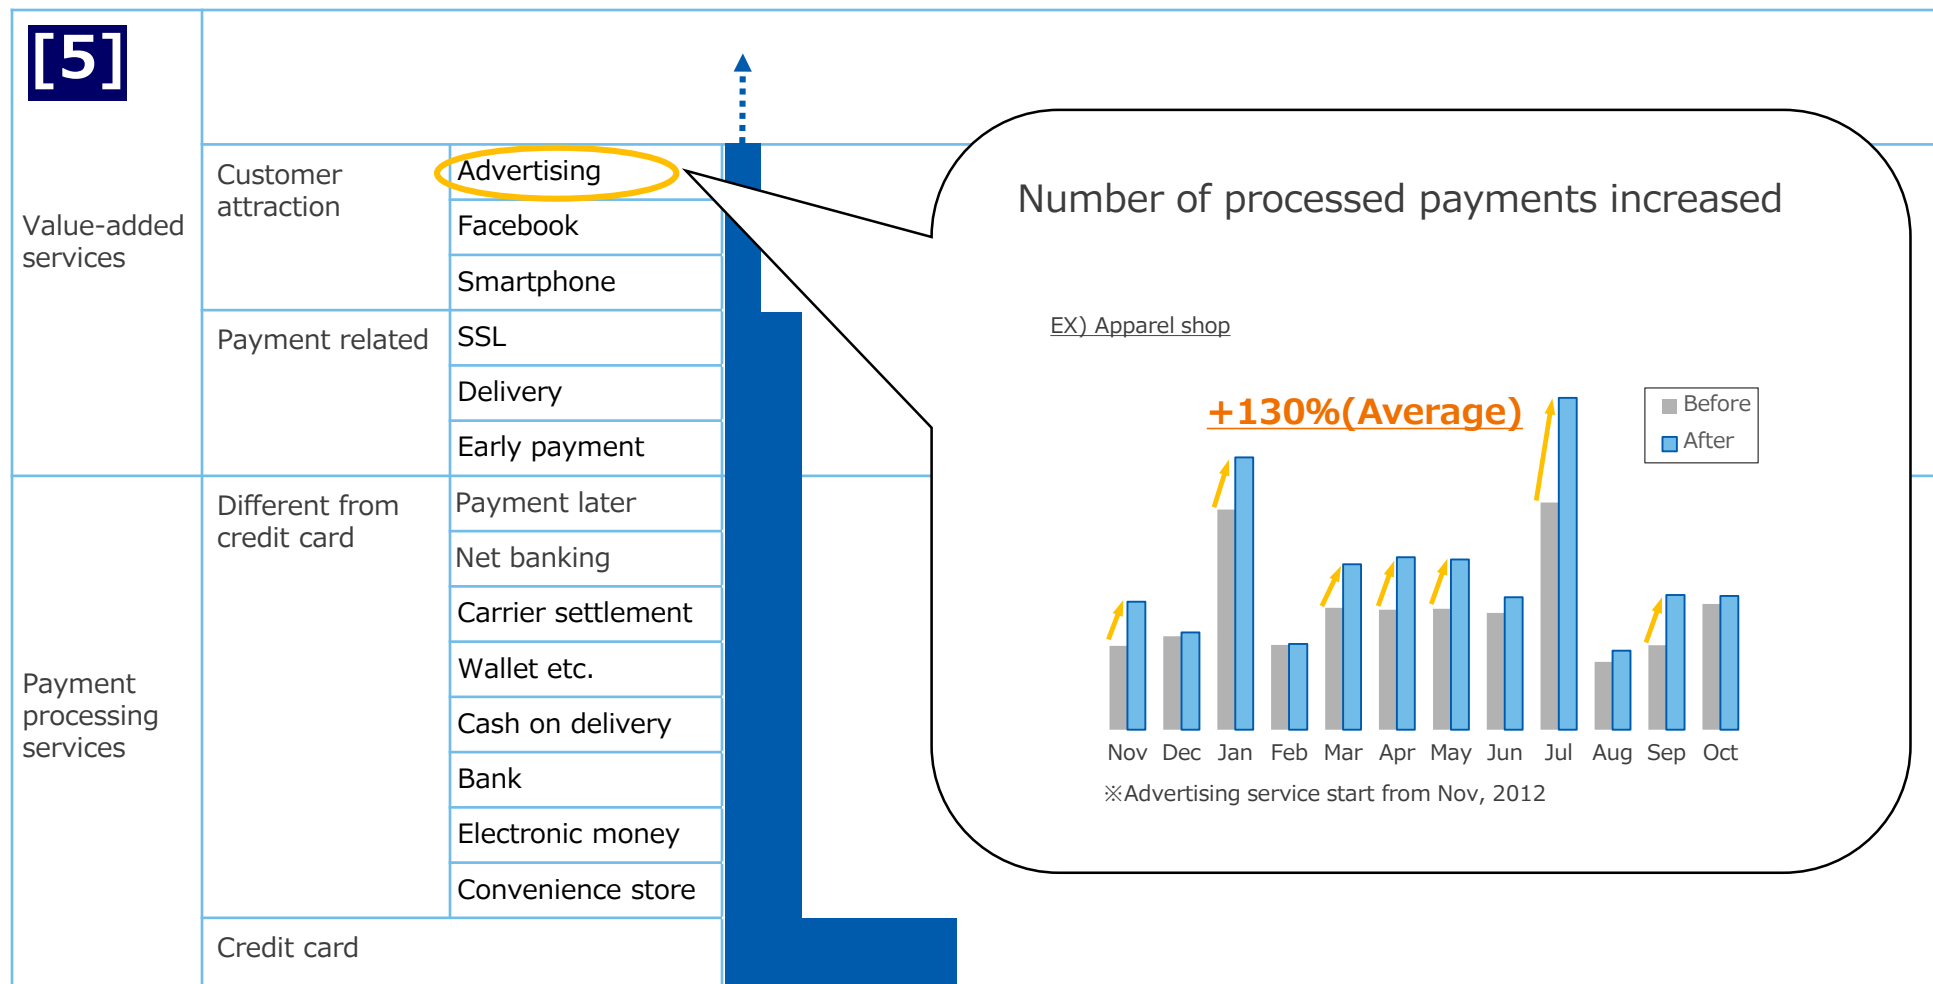 [5]
Value-added
services
Customer
attraction
Advertising
Facebook
Smartphone
Payment related
SSL
Delivery
Early payment
Payment
processing
services
Different from
credit card
Payment later
Net banking
Carrier settlement
Wallet etc.
Cash on delivery
Bank
Electronic money
Convenience store
Credit card
Number of processed payments increased
EX) Apparel shop
+130%(Average)
Before
After
Nov Dec Jan Feb Mar Apr May Jun Jul Aug Sep Oct
※Advertising service start from Nov, 2012